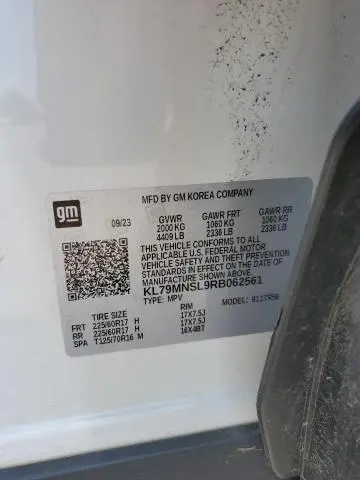 MFD BY GM KOREA COMPANY
gm
09/23
GVWR GAWR FRT GAWR RR
2000 KG 1060 KG 1060 KG
4409 LB 2336 LB 2336 LB
THIS VEHICLE CONFORMS TO ALL
APPLICABLE U.S. FEDERAL MOTOR
VEHICLE SAFETY AND THEFT PREVENTION
STANDARDS IN EFFECT ON THE DATE OF
MANUFACTURE SHOWN ABOVE.
KL79MNSL9RB062561
TYPE: MPV MODEL:
TIRE SIZE RIM
FRT 225/60R17 H 17X7.5J
RR 225/60R17 H 17X7.5J
SPA T125/70R16 M 16X4BT